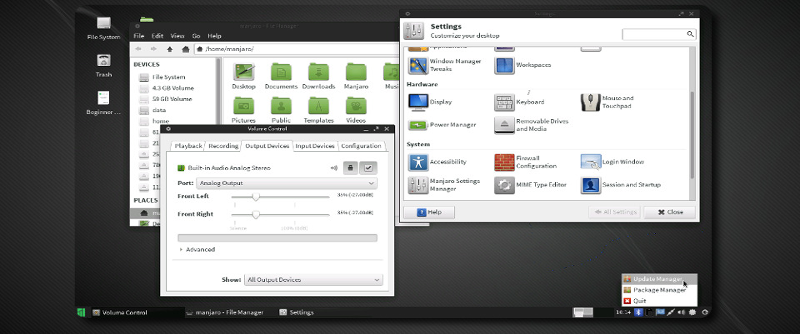 File System
Trash
Beginner ...
File Edit View Go Help
/home/manjaro/
DEVICES
File System
4.3 GB Volume
59 GB Volume
data
home
PLACES
Desktop
Documents
Downloads
Manjaro
Pictures
Public
Templates
Videos
Volume Control
Playback
Recording
Output Devices
Input Devices
Configuration
Built-in Audio Analog Stereo
Port: Analog Output
Front Left
Front Right
Advanced
Show: All Output Devices
Settings
Customize your desktop
Window Manager Tweaks
Workspaces
Hardware
Display
Keyboard
Mouse and Touchpad
Power Manager
Removable Drives and Media
System
Accessibility
Firewall Configuration
Login Window
Manjaro Settings Manager
MIME Type Editor
Session and Startup
Help
All Settings
Close
Update Manager
Package Manager
Quit
Volume Control
manjaro - File Manager
Settings